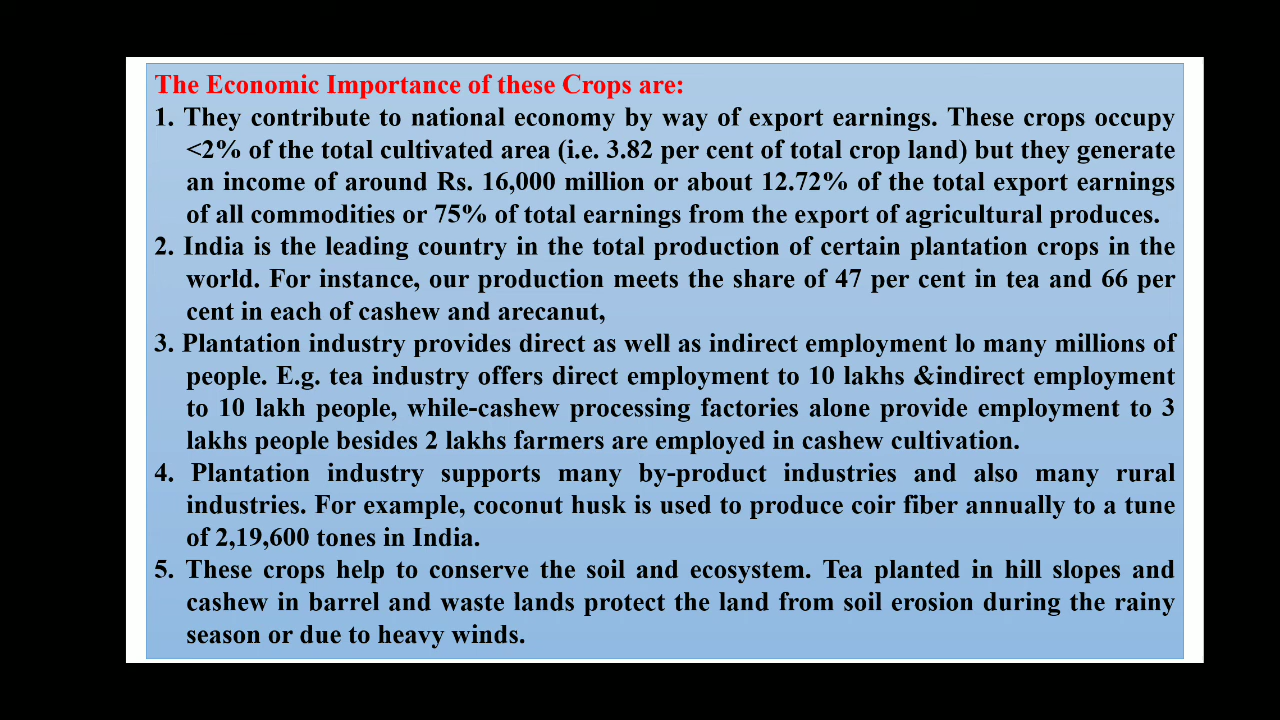 The Economic Importance of these Crops are:
1. They contribute to national economy by way of export earnings. These crops occupy
<2% of the total cultivated area (i.e. 3.82 per cent of total crop land) but they generate
an income of around Rs. 16,000 million or about 12.72% of the total export earnings
of all commodities or 75% of total earnings from the export of agricultural produces.
2. India is the leading country in the total production of certain plantation crops in the
world. For instance, our production meets the share of 47 per cent in tea and 66 per
cent in each of cashew and arecanut,
3. Plantation industry provides direct as well as indirect employment lo many millions of
people. E.g. tea industry offers direct employment to 10 lakhs &indirect employment
to 10 lakh people, while-cashew processing factories alone provide employment to 3
lakhs people besides 2 lakhs farmers are employed in cashew cultivation.
4. Plantation industry supports many by-product industries and also many rural
industries. For example, coconut husk is used to produce coir fiber annually to a tune
of 2,19,600 tones in India.
5. These crops help to conserve the soil and ecosystem. Tea planted in hill slopes and
cashew in barrel and waste lands protect the land from soil erosion during the rainy
season or due to heavy winds.